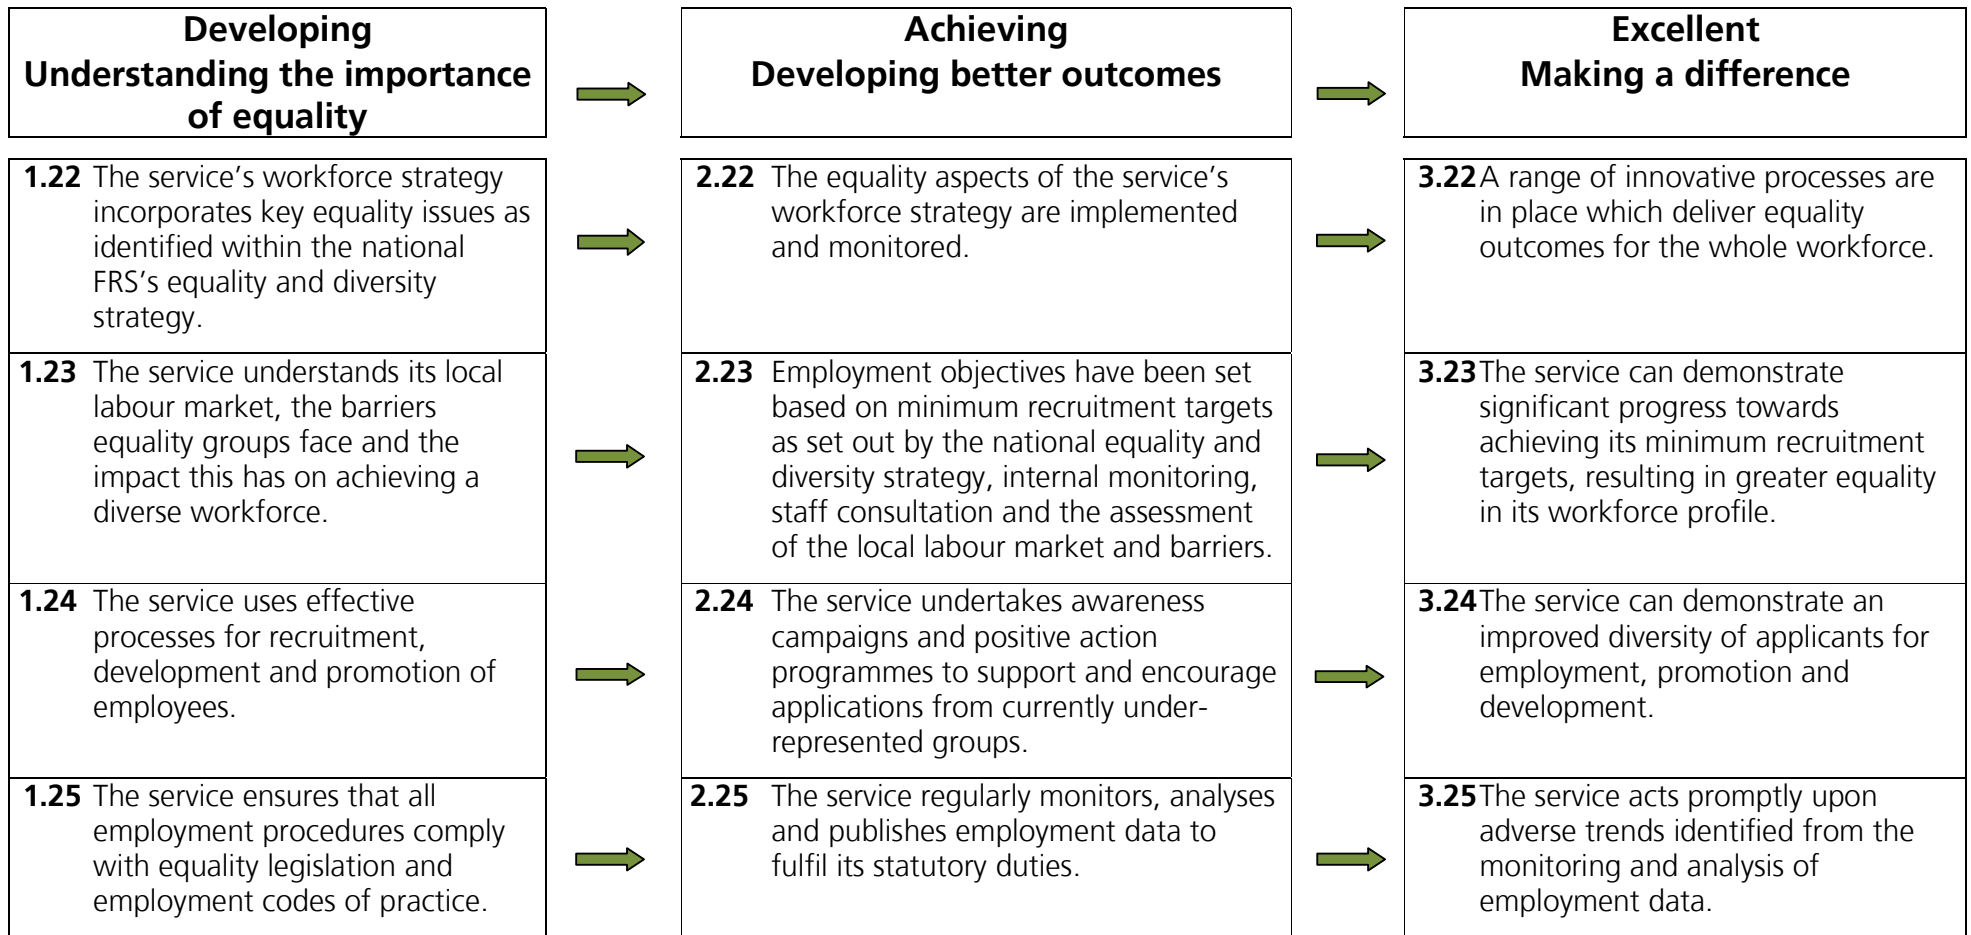 Developing
Understanding the importance
of equality
Achieving
Developing better outcomes
Excellent
Making a difference
1.22 The service's workforce strategy
incorporates key equality issues as
identified within the national
FRS's equality and diversity
strategy.
2.22 The equality aspects of the service's
workforce strategy are implemented
and monitored.
3.22 A range of innovative processes are
in place which deliver equality
outcomes for the whole workforce.
1.23 The service understands its local
labour market, the barriers
equality groups face and the
impact this has on achieving a
diverse workforce.
2.23 Employment objectives have been set
based on minimum recruitment targets
as set out by the national equality and
diversity strategy, internal monitoring,
staff consultation and the assessment
of the local labour market and barriers.
3.23 The service can demonstrate
significant progress towards
achieving its minimum recruitment
targets, resulting in greater equality
in its workforce profile.
1.24 The service uses effective
processes for recruitment,
development and promotion of
employees.
2.24 The service undertakes awareness
campaigns and positive action
programmes to support and encourage
applications from currently under-
represented groups.
3.24 The service can demonstrate an
improved diversity of applicants for
employment, promotion and
development.
1.25 The service ensures that all
employment procedures comply
with equality legislation and
employment codes of practice.
2.25 The service regularly monitors, analyses
and publishes employment data to
fulfil its statutory duties.
3.25 The service acts promptly upon
adverse trends identified from the
monitoring and analysis of
employment data.